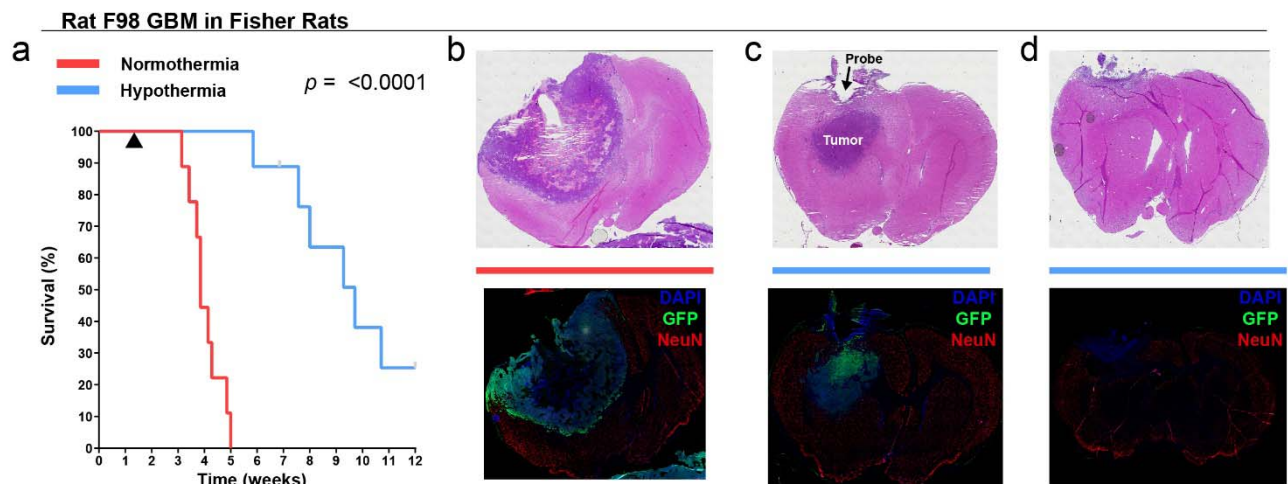 Rat F98 GBM in Fisher Rats
a
Normothermia
Hypothermia
p = <0.0001
100
90
80
70
60
50
40
30
20
10
0
Survival (%)
0 1 2 3 4 5 6 7 8 9 10 11 12
Time (weeks)
b
DAPI
GFP
NeuN
c
Probe
Tumor
DAPI
GFP
NeuN
d
DAPI
GFP
NeuN